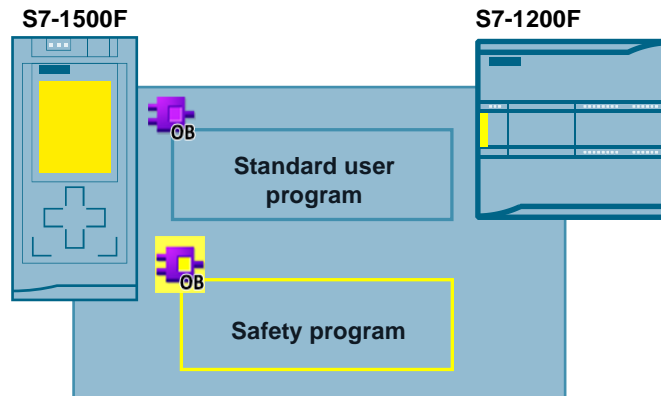 S7-1500F
S7-1200F
OB
Standard user
program
OB
Safety program